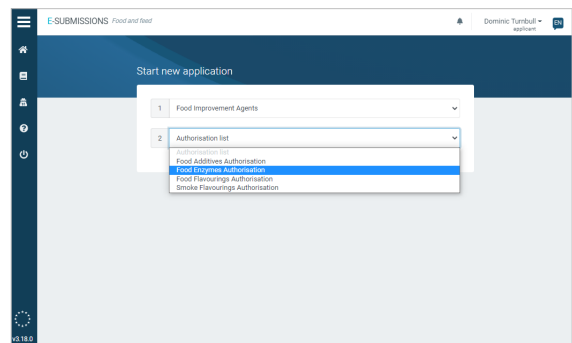 E-SUBMISSIONS Food and feed
Dominic Turnbull
applicant
EN
Start new application
1 Food Improvement Agents
2 Authorisation list
Authorisation list
Food Additives Authorisation
Food Enzymes Authorisation
Food Flavourings Authorisation
Smoke Flavourings Authorisation
v3.18.0